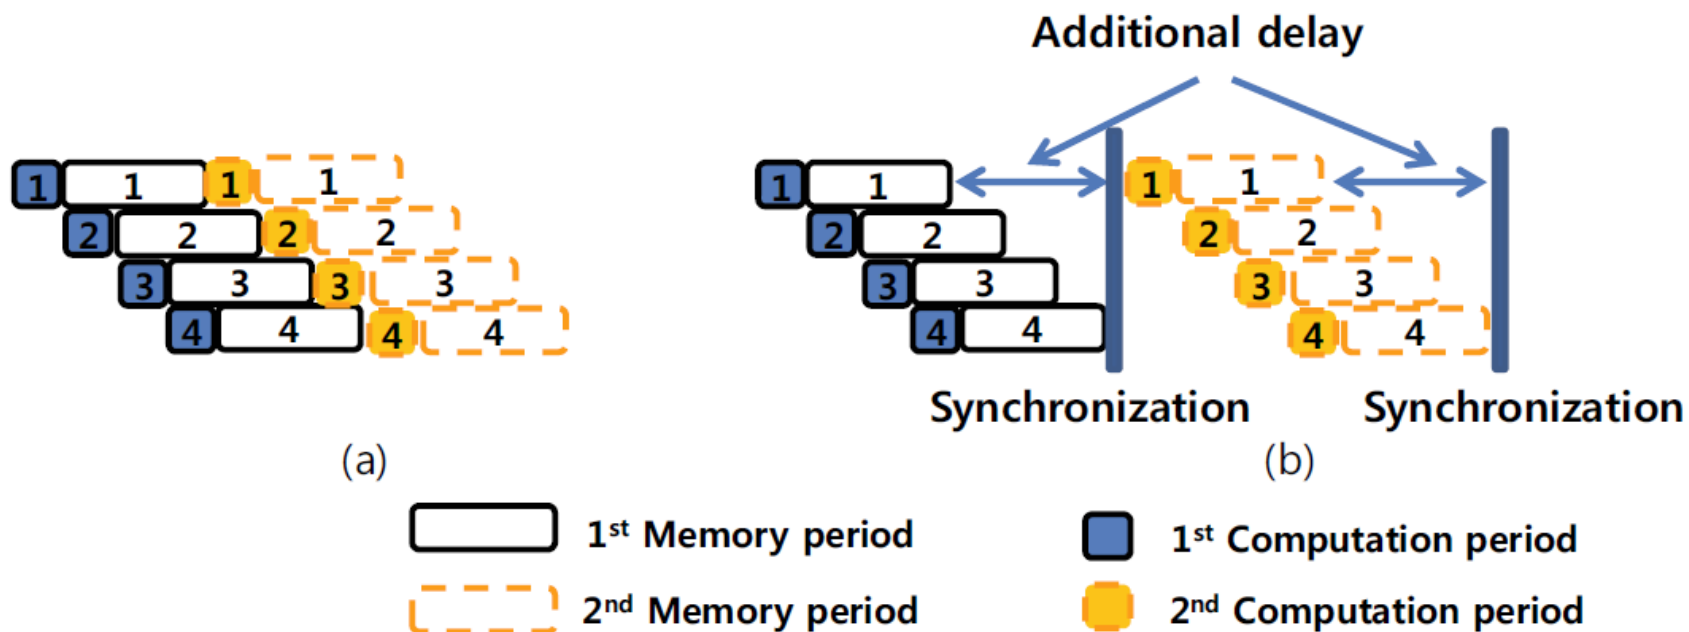 Additional delay
1 1 1 1
2 2 2 2
3 3 3 3
4 4 4 4
1 1 1 1
2 2 2 2
3 3 3 3
4 4 4 4
Synchronization
Synchronization
(a)
(b)
1st Memory period
1st Computation period
2nd Memory period
2nd Computation period